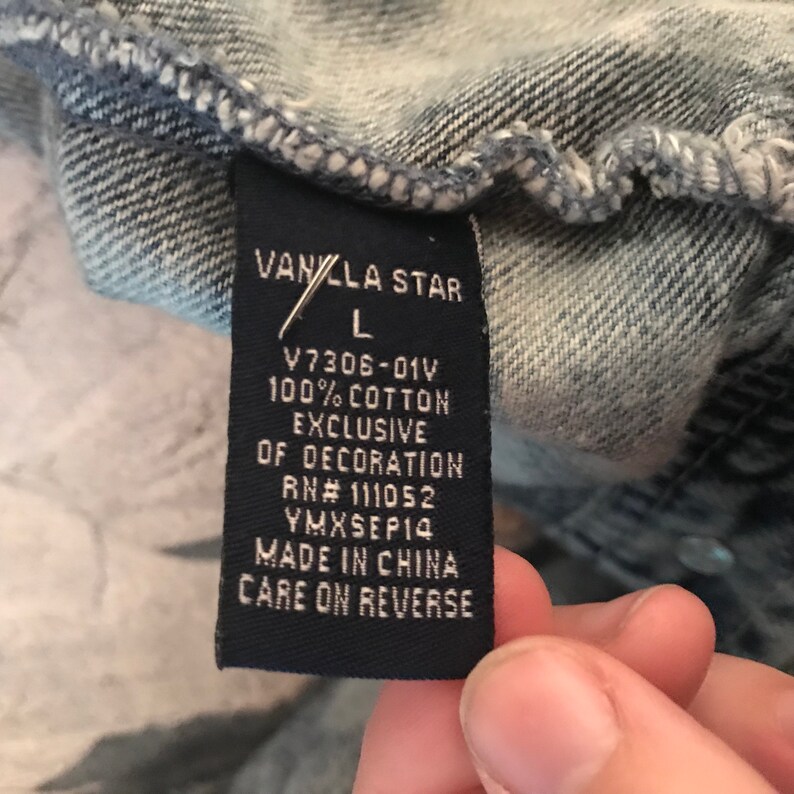 VANILLA STAR
L
V7306-01V
100% COTTON
EXCLUSIVE
OF DECORATION
RN# 111052
YMXSEP14
MADE IN CHINA
CARE ON REVERSE